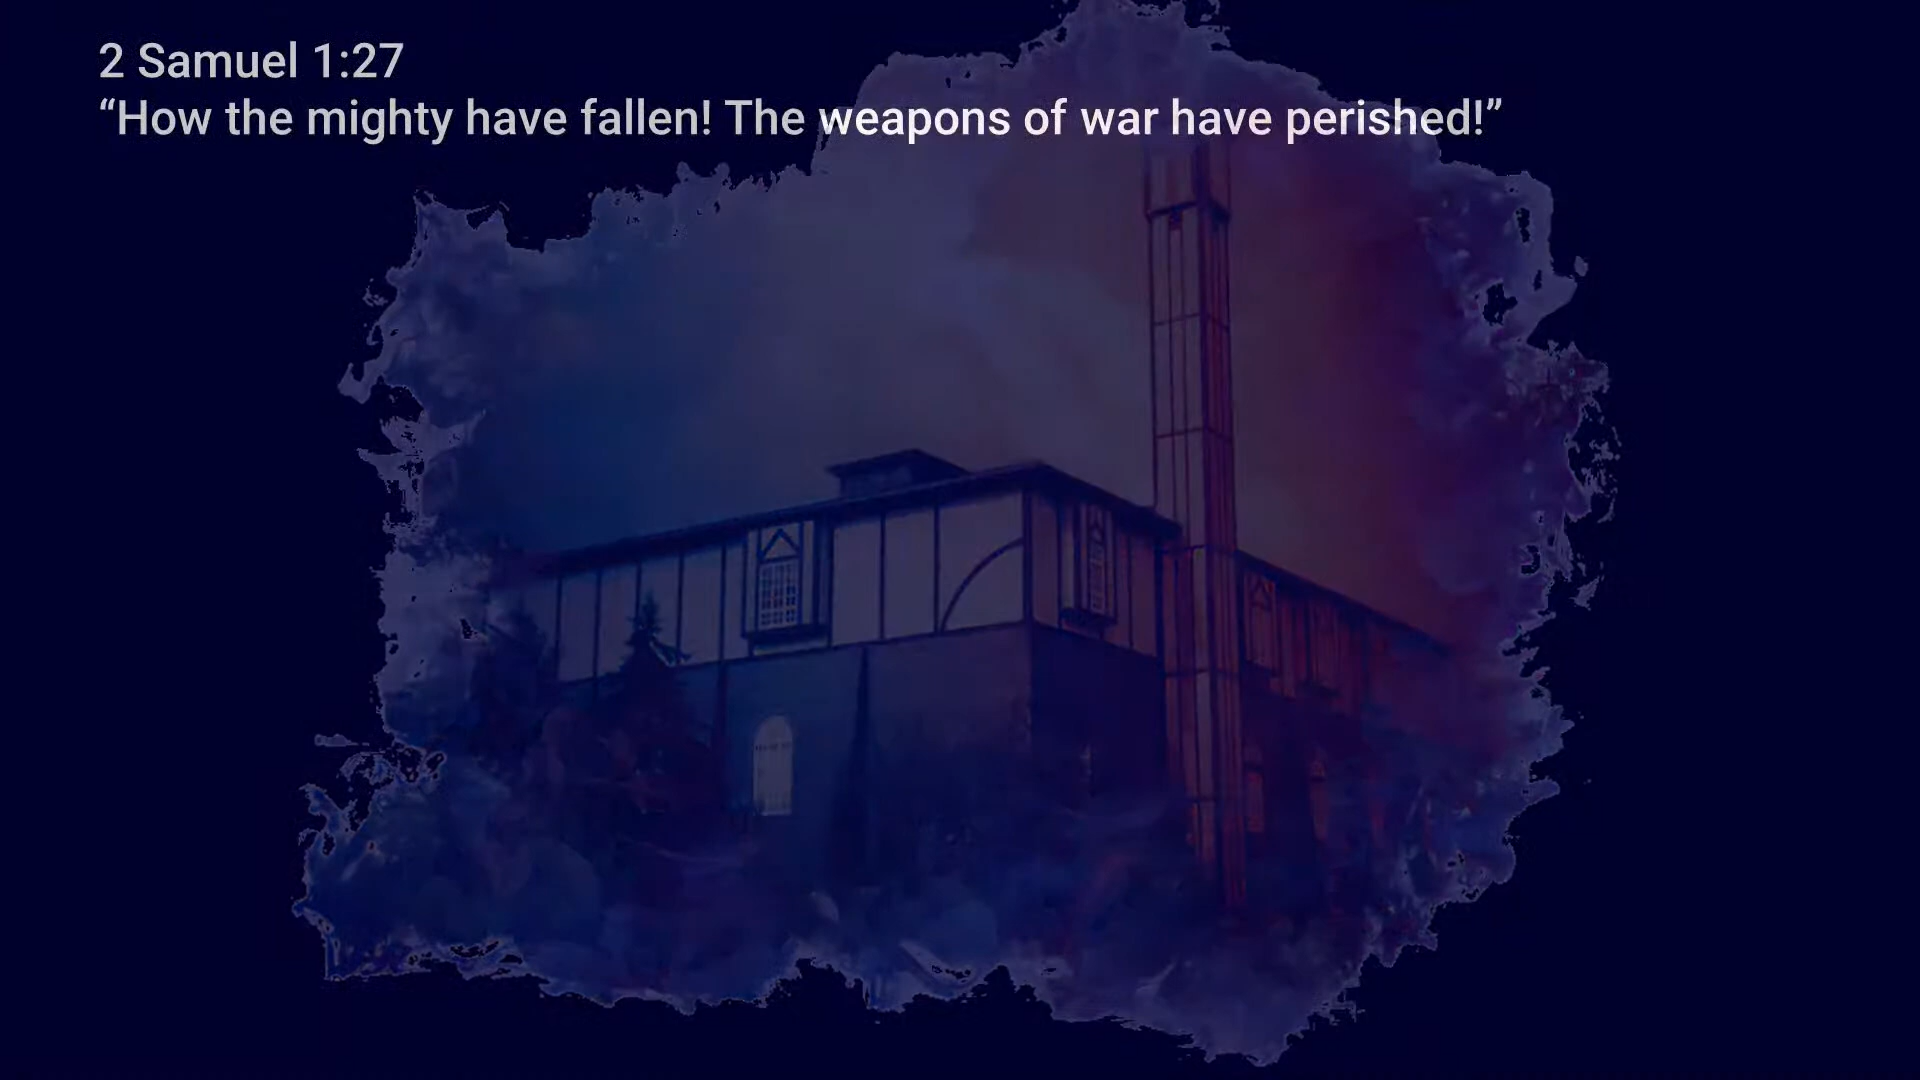 2 Samuel 1:27
“How the mighty have fallen! The weapons of war have perished!”